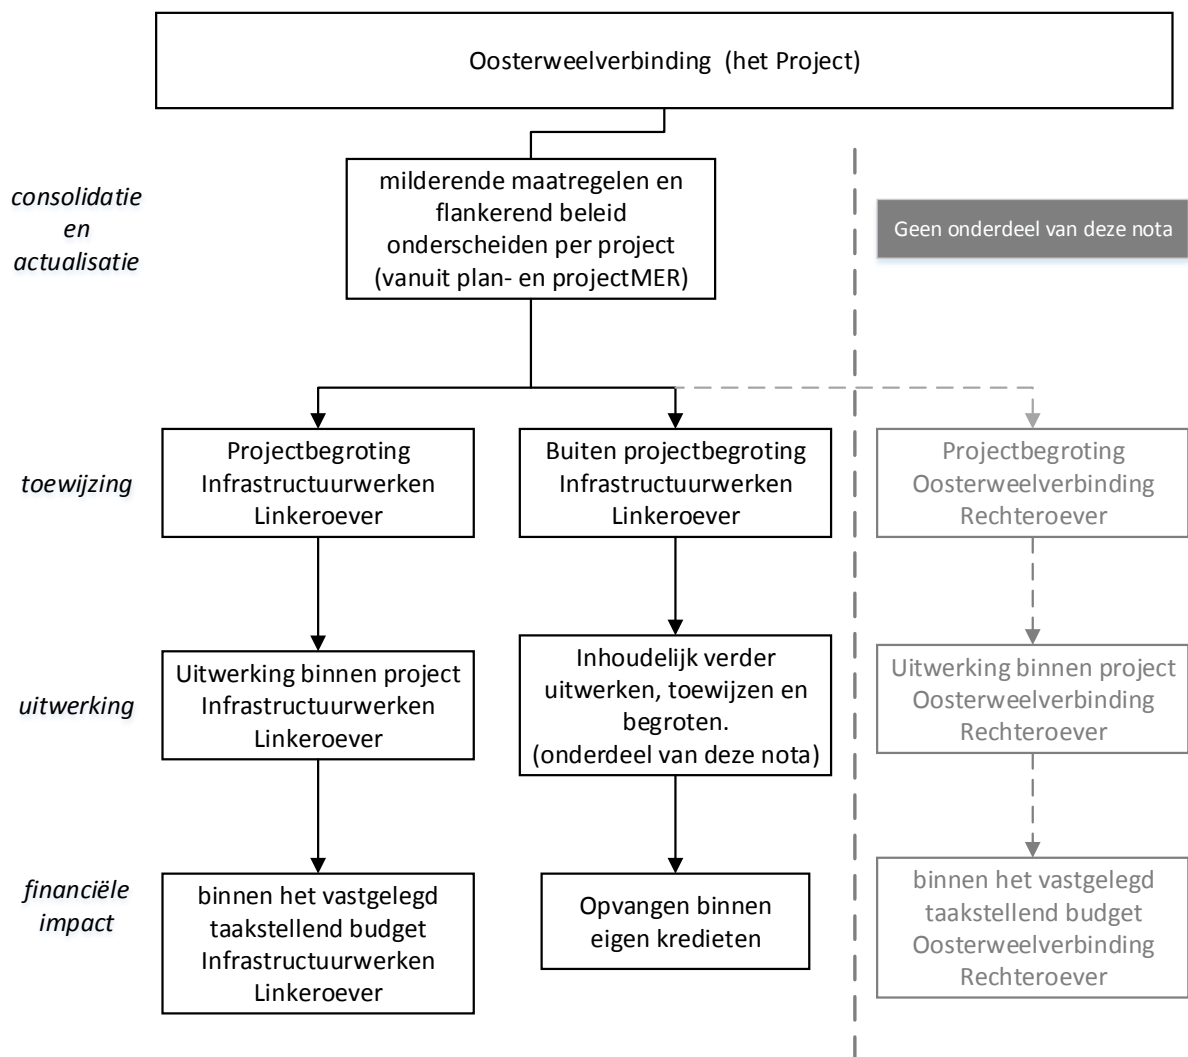 Oosterweelverbinding (het Project)
consolidatie
en
actualisatie
milderende maatregelen en
flankerend beleid
onderscheiden per project
(vanuit plan- en projectMER)
Geen onderdeel van deze nota
toewijzing
Projectbegroting
Infrastructuurwerken
Linkeroever
Buiten projectbegroting
Infrastructuurwerken
Linkeroever
Projectbegroting
Oosterweelverbinding
Rechteroever
uitwerking
Uitwerking binnen project
Infrastructuurwerken
Linkeroever
Inhoudelijk verder
uitwerken, toewijzen en
begroten.
(onderdeel van deze nota)
Uitwerking binnen project
Oosterweelverbinding
Rechteroever
financiële
impact
binnen het vastgelegd
taakstellend budget
Infrastructuurwerken
Linkeroever
Opvangen binnen
eigen kredieten
binnen het vastgelegd
taakstellend budget
Oosterweelverbinding
Rechteroever